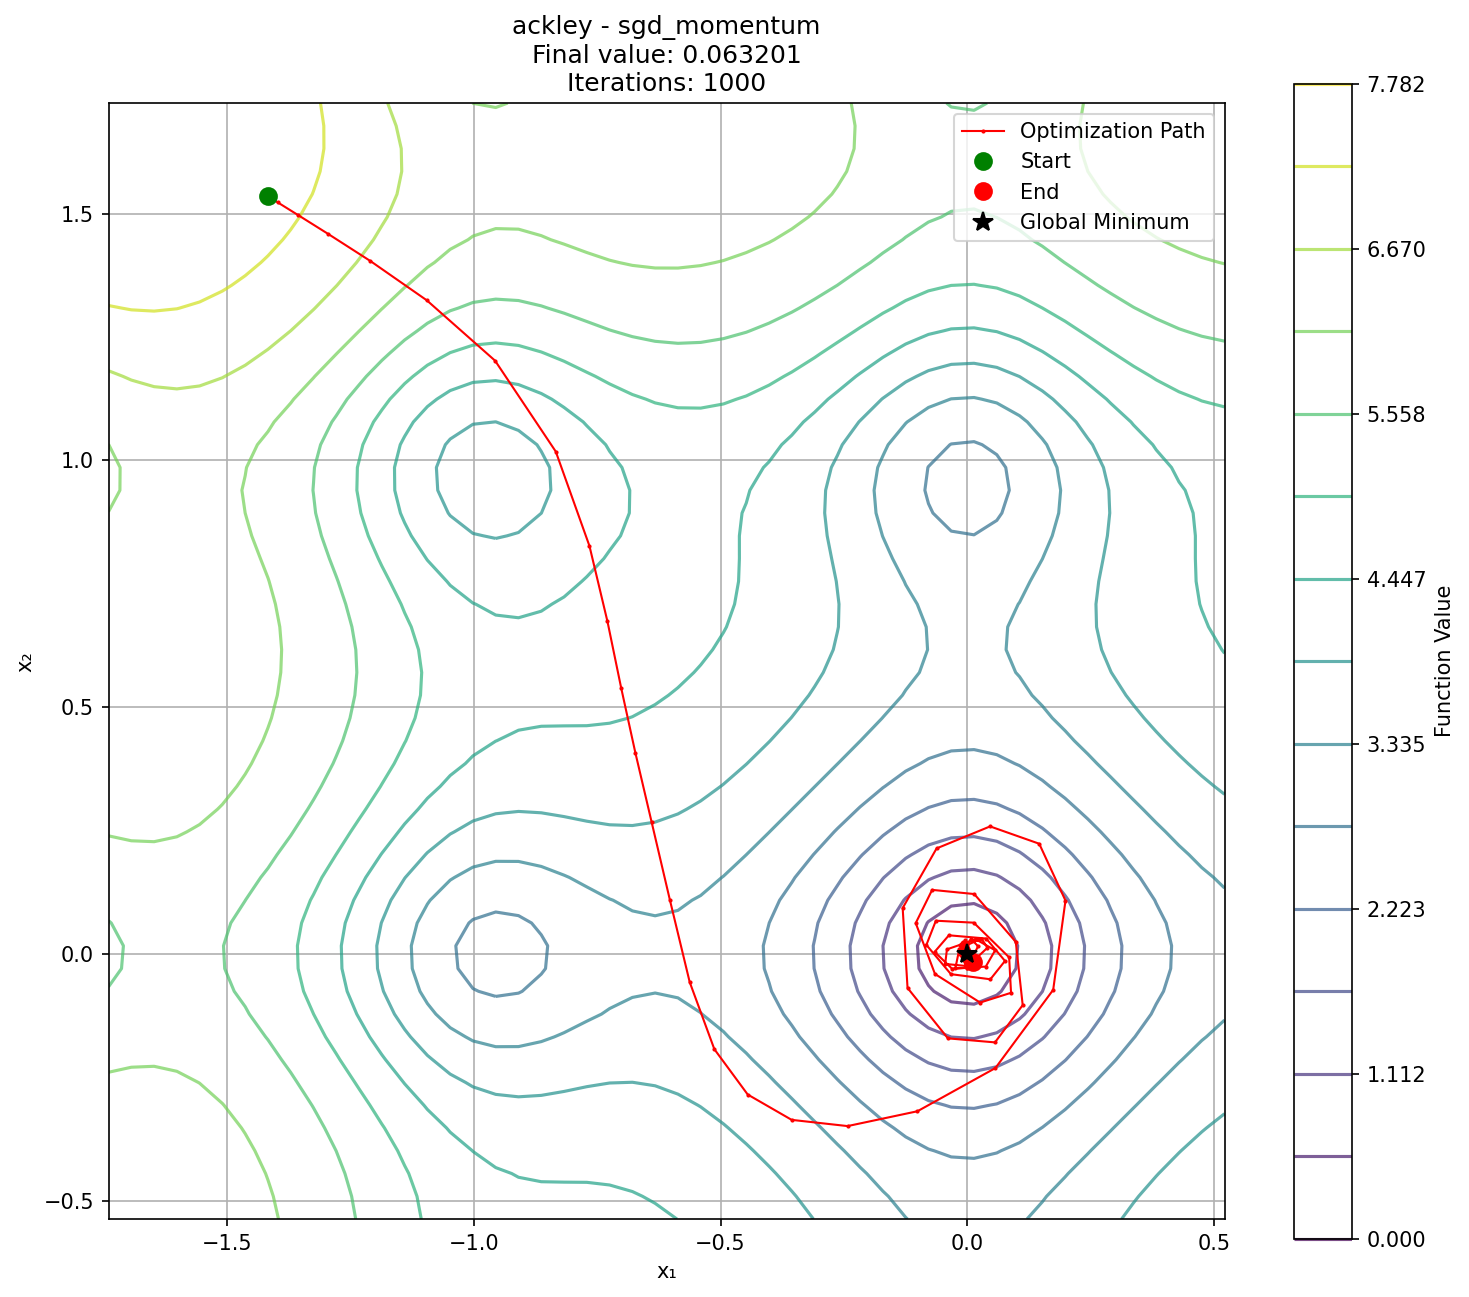 ackley - sgd_momentum
Final value: 0.063201
Iterations: 1000
Optimization Path
Start
End
Global Minimum
1.5
1.0
0.5
0.0
−0.5
x₂
−1.5
−1.0
−0.5
0.0
0.5
x₁
7.782
6.670
5.558
4.447
3.335
2.223
1.112
0.000
Function Value